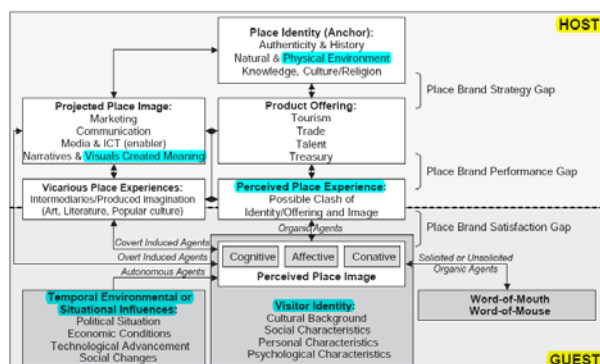 HOST
Place Identity (Anchor):
Authenticity & History
Natural & Physical Environment
Knowledge, Culture/Religion
Place Brand Strategy Gap
Projected Place Image:
Marketing
Communication
Media & ICT (enabler)
Narratives & Visuals Created Meaning
Product Offering:
Tourism
Trade
Talent
Treasury
Place Brand Performance Gap
Vicarious Place Experiences:
Intermediaries/Produced Imagination
(Art, Literature, Popular culture)
Perceived Place Experience:
Possible Clash of
Identity/Offering and Image
Place Brand Satisfaction Gap
Organic Agents
Covert Induced Agents
Overt Induced Agents
Autonomous Agents
Cognitive
Affective
Conative
Perceived Place Image
Solicited or Unsolicited
Organic Agents
Temporal Environmental or
Situational Influences:
Political Situation
Economic Conditions
Technological Advancement
Social Changes
Visitor Identity:
Cultural Background
Social Characteristics
Personal Characteristics
Psychological Characteristics
Word-of-Mouth
Word-of-Mouse
GUEST